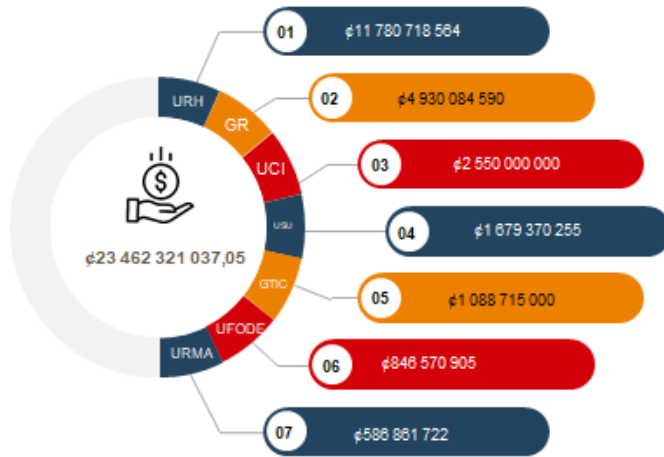 01 ¢11 780 718 564
URH
02 ¢4 930 084 590
GR
UCI
03 ¢2 550 000 000
USU
04 ¢1 679 370 255
$
¢23 462 321 037,05
GTIC
05 ¢1 088 715 000
UFODE
URMA
06 ¢846 570 905
07 ¢586 861 722